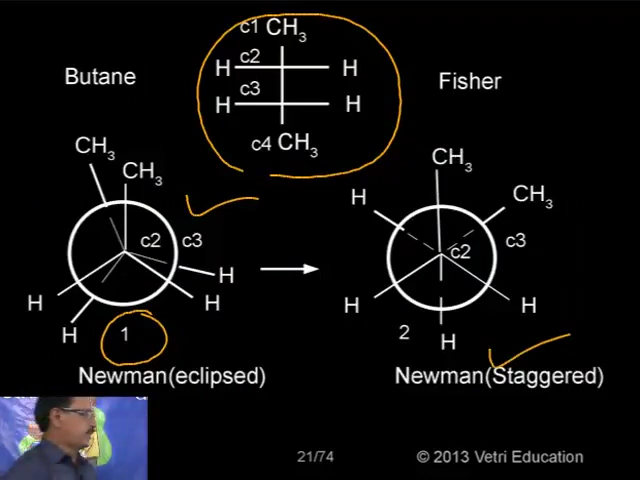 c1 CH3
c2
H H
c3
H H
c4 CH3
Butane
Fisher
CH3
CH3
c2 c3
H
H
H
H
1
Newman(eclipsed)
CH3
H
CH3
c3
c2
H
H
2
H
Newman(Staggered)
21/74
© 2013 Vetri Education